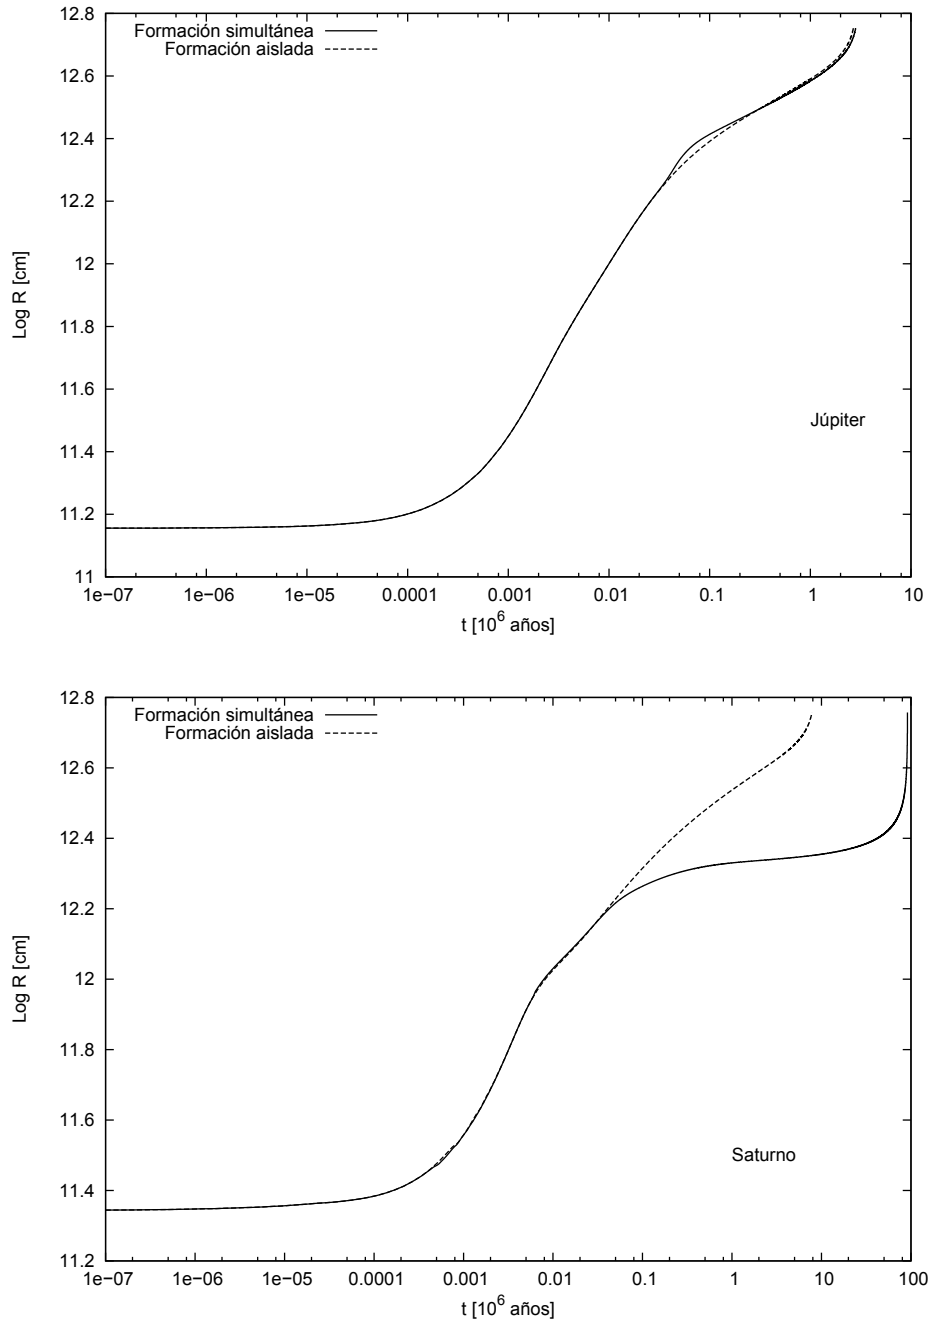 12.8
Formación simultánea
Formación aislada
12.6
12.4
12.2
12
Log R [cm]
11.8
11.6
Júpiter
11.4
11.2
11
1e-07 1e-06 1e-05 0.0001 0.001 0.01 0.1 1 10
t [10^6 años]
12.8
Formación simultánea
Formación aislada
12.6
12.4
12.2
12
Log R [cm]
11.8
11.6
Saturno
11.4
11.2
1e-07 1e-06 1e-05 0.0001 0.001 0.01 0.1 1 10 100
t [10^6 años]